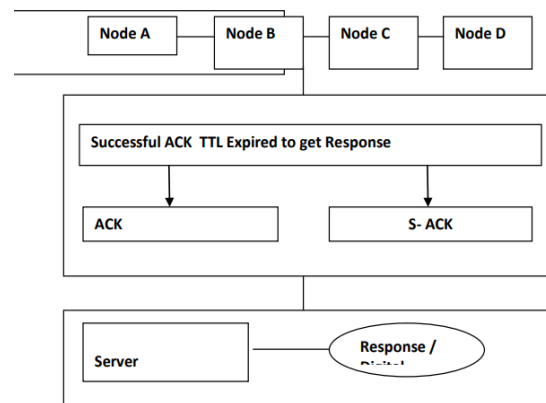 Node A
Node B
Node C
Node D
Successful ACK TTL Expired to get Response
ACK
S- ACK
Server
Response /